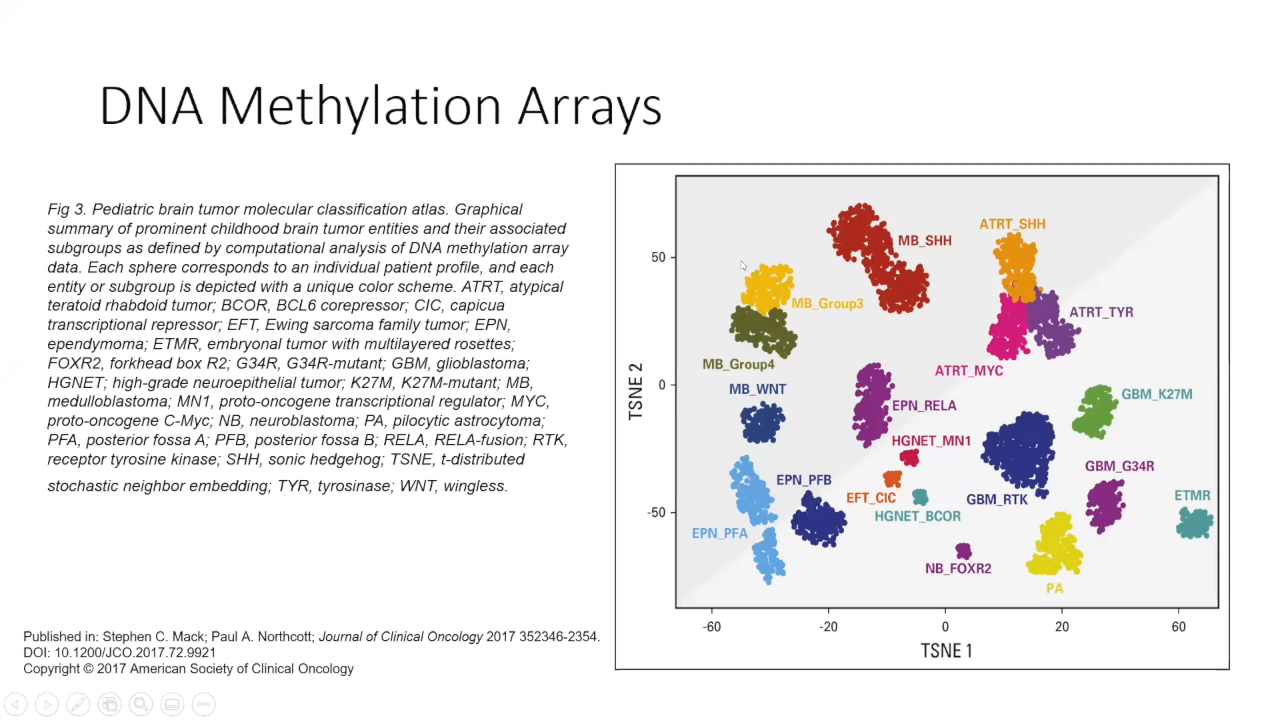 DNA Methylation Arrays
Fig 3. Pediatric brain tumor molecular classification atlas. Graphical
summary of prominent childhood brain tumor entities and their associated
subgroups as defined by computational analysis of DNA methylation array
data. Each sphere corresponds to an individual patient profile, and each
entity or subgroup is depicted with a unique color scheme. ATRT, atypical
teratoid rhabdoid tumor; BCOR, BCL6 corepressor; CIC, capicua
transcriptional repressor; EFT, Ewing sarcoma family tumor; EPN,
ependymoma; ETMR, embryonal tumor with multilayered rosettes;
FOXR2, forkhead box R2; G34R, G34R-mutant; GBM, glioblastoma;
HGNET; high-grade neuroepithelial tumor; K27M, K27M-mutant; MB,
medulloblastoma; MN1, proto-oncogene transcriptional regulator; MYC,
proto-oncogene C-Myc; NB, neuroblastoma; PA, pilocytic astrocytoma;
PFA, posterior fossa A; PFB, posterior fossa B; RELA, RELA-fusion; RTK,
receptor tyrosine kinase; SHH, sonic hedgehog; TSNE, t-distributed
stochastic neighbor embedding; TYR, tyrosinase; WNT, wingless.
Published in: Stephen C. Mack; Paul A. Northcott; Journal of Clinical Oncology 2017 352346-2354.
DOI: 10.1200/JCO.2017.72.9921
Copyright © 2017 American Society of Clinical Oncology
TSNE 2
50
0
-50
ATRT_SHH
MB_SHH
MB_Group3
ATRT_TYR
MB_Group4
ATRT_MYC
MB_WNT
GBM_K27M
EPN_RELA
HGNET_MN1
GBM_G34R
EPN_PFB
EFT_CIC
GBM_RTK
ETMR
HGNET_BCOR
EPN_PFA
NB_FOXR2
PA
-60
-20
0
20
60
TSNE 1